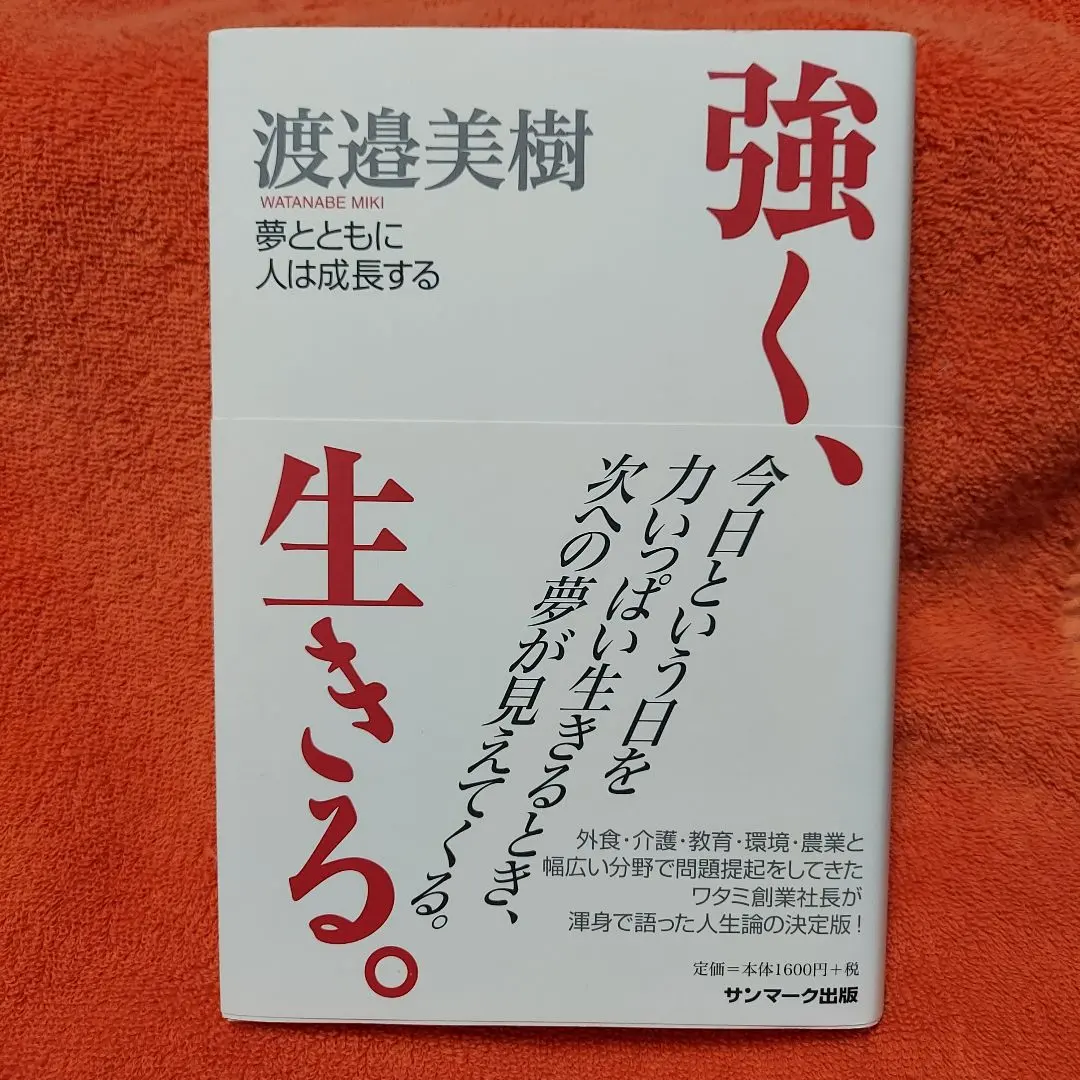 強く、
生きる。
渡邉美樹
WATANABE MIKI
夢とともに
人は成長する
今日という日を
力いっぱい生きるとき、
次への夢が見えてくる。
外食・介護・教育・環境・農業と
幅広い分野で問題提起をしてきた
ワタミ創業社長が
渾身で語った人生論の決定版!
定価=本体1600円+税
サンマーク出版